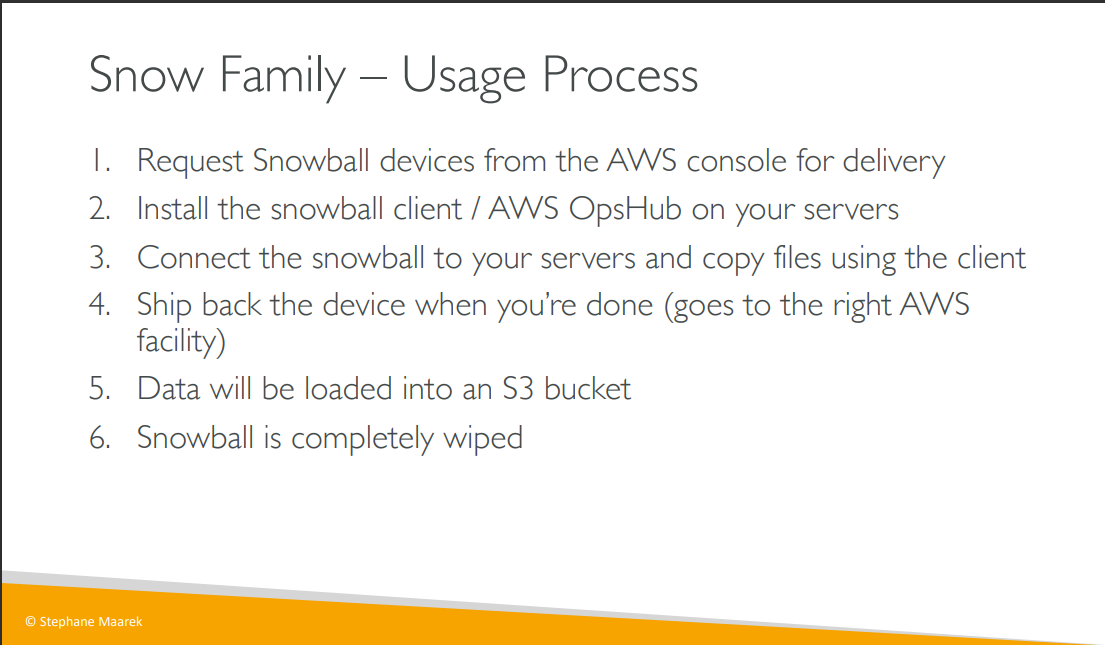 Snow Family – Usage Process
1. Request Snowball devices from the AWS console for delivery
2. Install the snowball client / AWS OpsHub on your servers
3. Connect the snowball to your servers and copy files using the client
4. Ship back the device when you’re done (goes to the right AWS
facility)
5. Data will be loaded into an S3 bucket
6. Snowball is completely wiped
© Stephane Maarek